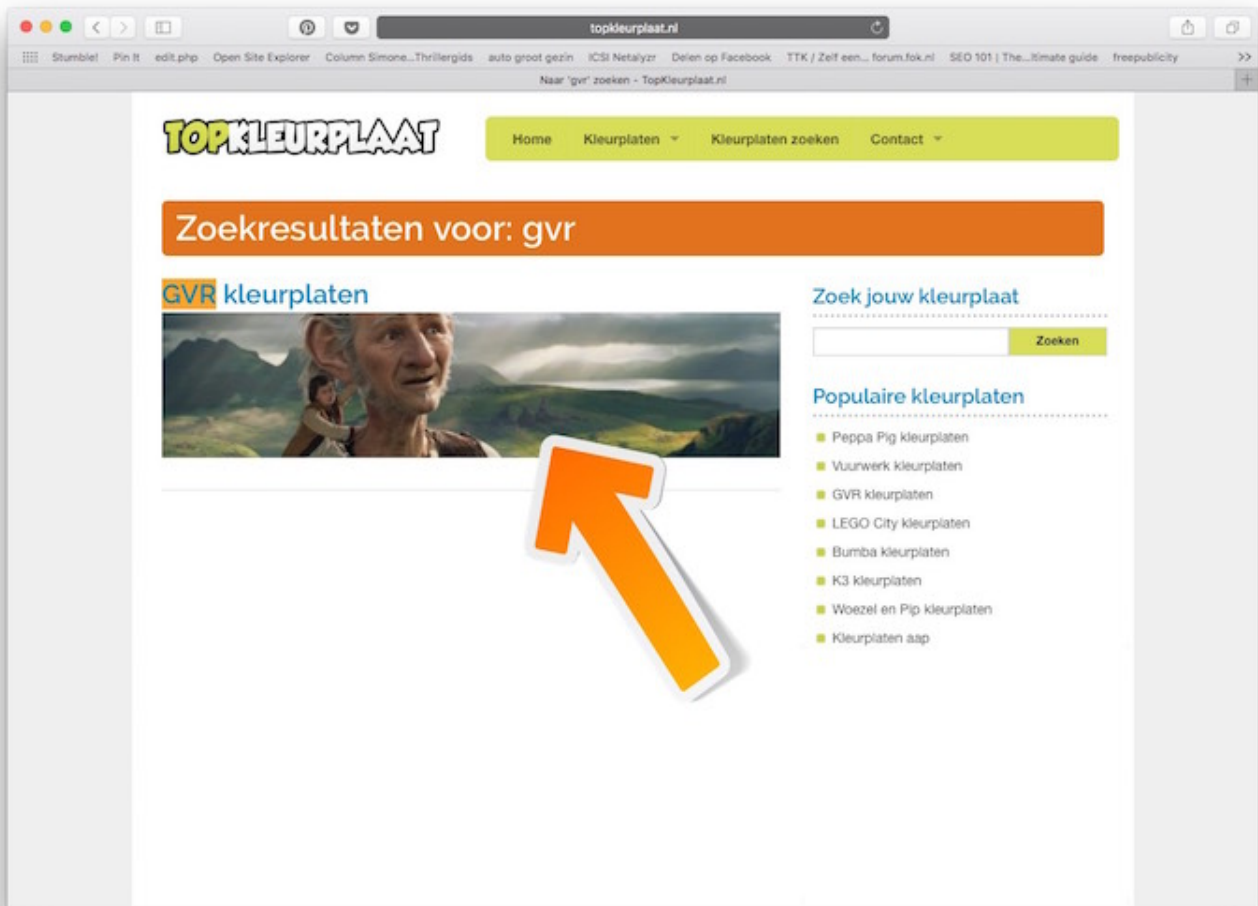 topkleurplaat.nl
Stumble! Pin It edit.php Open Site Explorer Column Simone...Thrillergids auto groot gezin ICSI Netalyzr Delen op Facebook TTK / Zelf een... forum.fok.nl SEO 101 | The...ltimate guide freepublicity >>
Naar 'gvr' zoeken - TopKleurplaat.nl +
TOPKLEURPLAAT
Home Kleurplaten Kleurplaten zoeken Contact
Zoekresultaten voor: gvr
GVR kleurplaten
Zoek jouw kleurplaat
Zoeken
Populaire kleurplaten
Peppa Pig kleurplaten
Vuurwerk kleurplaten
GVR kleurplaten
LEGO City kleurplaten
Bumba kleurplaten
K3 kleurplaten
Woezel en Pip kleurplaten
Kleurplaten aap